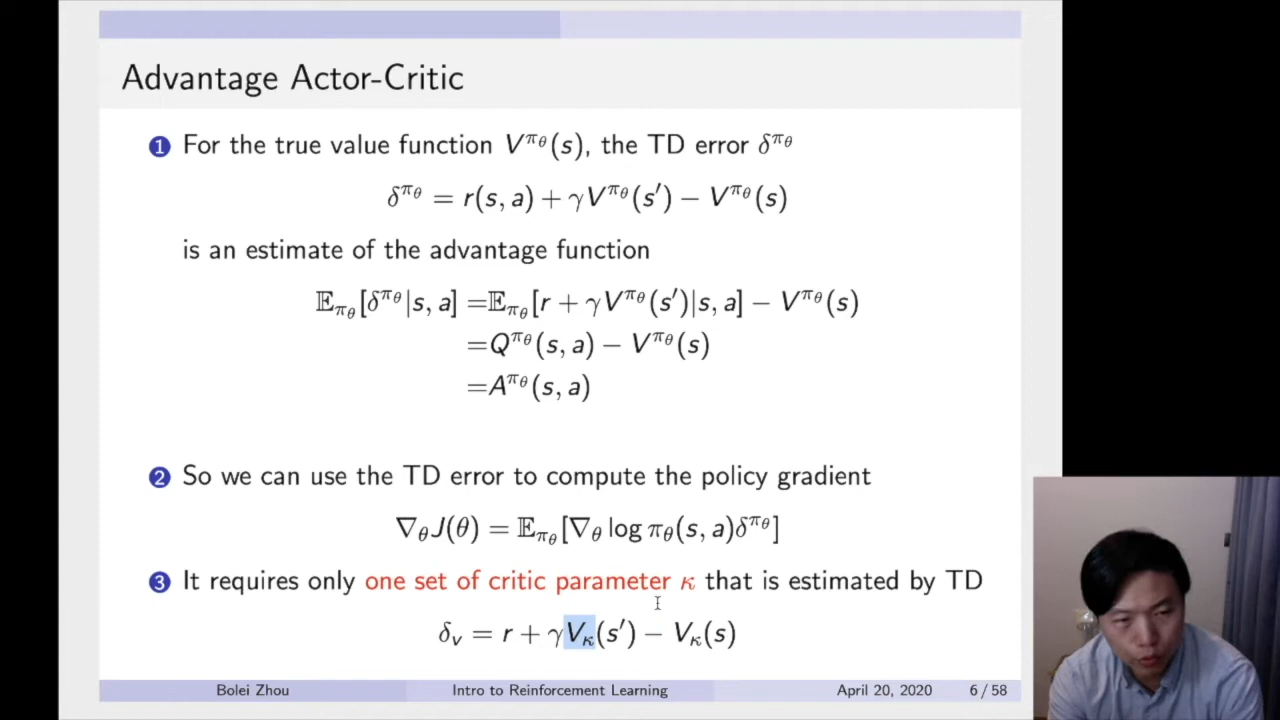 Advantage Actor-Critic
1 For the true value function V^{π_θ}(s), the TD error δ^{π_θ}
δ^{π_θ} = r(s, a) + γV^{π_θ}(s′) − V^{π_θ}(s)
is an estimate of the advantage function
𝔼_{π_θ}[δ^{π_θ}|s, a] =𝔼_{π_θ}[r + γV^{π_θ}(s′)|s, a] − V^{π_θ}(s)
=Q^{π_θ}(s, a) − V^{π_θ}(s)
=A^{π_θ}(s, a)
2 So we can use the TD error to compute the policy gradient
∇_θJ(θ) = 𝔼_{π_θ}[∇_θ log π_θ(s, a)δ^{π_θ}]
3 It requires only one set of critic parameter κ that is estimated by TD
δ_v = r + γV_κ(s′) − V_κ(s)
Bolei Zhou Intro to Reinforcement Learning April 20, 2020 6 / 58